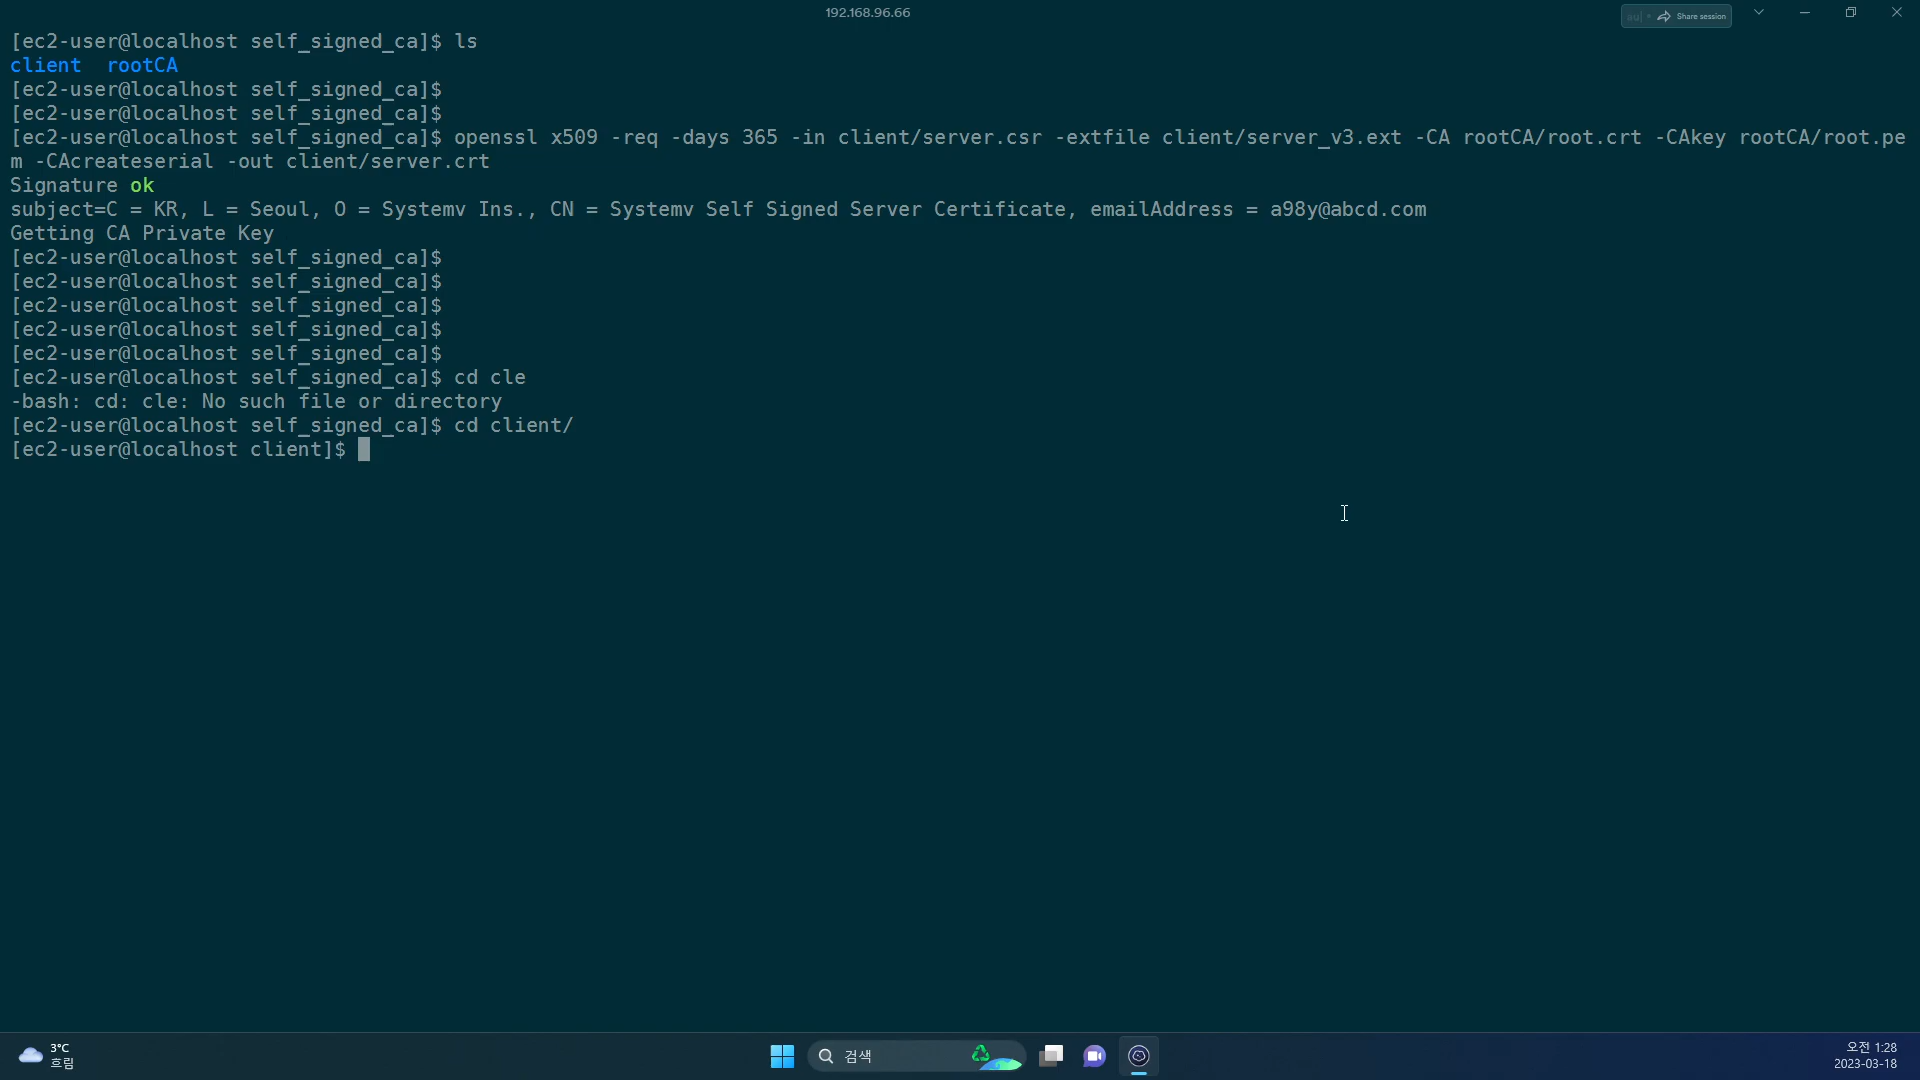 192.168.96.66
Share session
[ec2-user@localhost self_signed_ca]$ ls
client  rootCA
[ec2-user@localhost self_signed_ca]$
[ec2-user@localhost self_signed_ca]$
[ec2-user@localhost self_signed_ca]$ openssl x509 -req -days 365 -in client/server.csr -extfile client/server_v3.ext -CA rootCA/root.crt -CAkey rootCA/root.pe
m -CAcreateserial -out client/server.crt
Signature ok
subject=C = KR, L = Seoul, O = Systemv Ins., CN = Systemv Self Signed Server Certificate, emailAddress = a98y@abcd.com
Getting CA Private Key
[ec2-user@localhost self_signed_ca]$
[ec2-user@localhost self_signed_ca]$
[ec2-user@localhost self_signed_ca]$
[ec2-user@localhost self_signed_ca]$
[ec2-user@localhost self_signed_ca]$
[ec2-user@localhost self_signed_ca]$ cd cle
-bash: cd: cle: No such file or directory
[ec2-user@localhost self_signed_ca]$ cd client/
[ec2-user@localhost client]$
3°C
흐림
검색
오전 1:28
2023-03-18